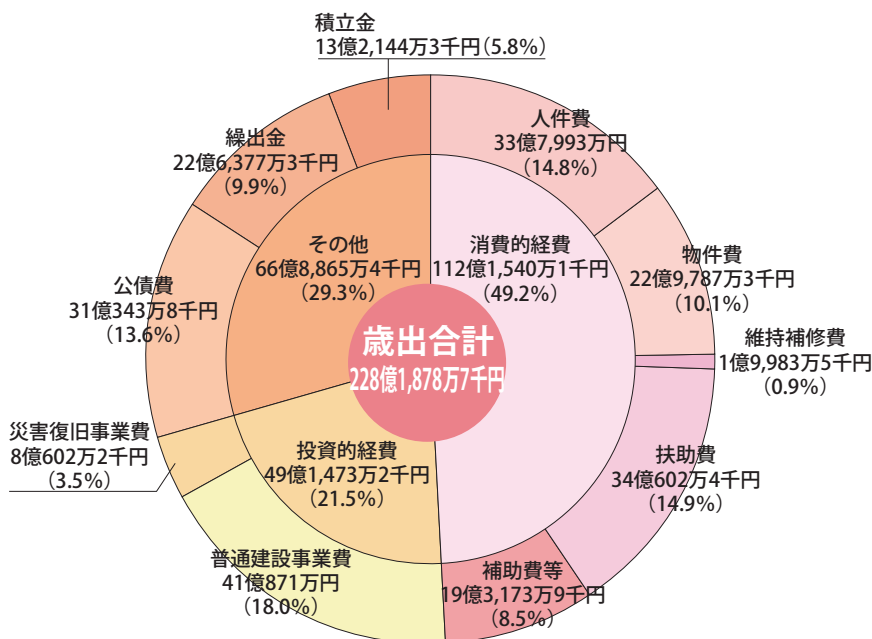 積立金
13億2,144万3千円(5.8%)
人件費
33億7,993万円
(14.8%)
繰出金
22億6,377万3千円
(9.9%)
その他
66億8,865万4千円
(29.3%)
消費的経費
112億1,540万1千円
(49.2%)
物件費
22億9,787万3千円
(10.1%)
公債費
31億343万8千円
(13.6%)
歳出合計
228億1,878万7千円
維持補修費
1億9,983万5千円
(0.9%)
災害復旧事業費
8億602万2千円
(3.5%)
投資的経費
49億1,473万2千円
(21.5%)
扶助費
34億602万4千円
(14.9%)
普通建設事業費
41億871万円
(18.0%)
補助費等
19億3,173万9千円
(8.5%)